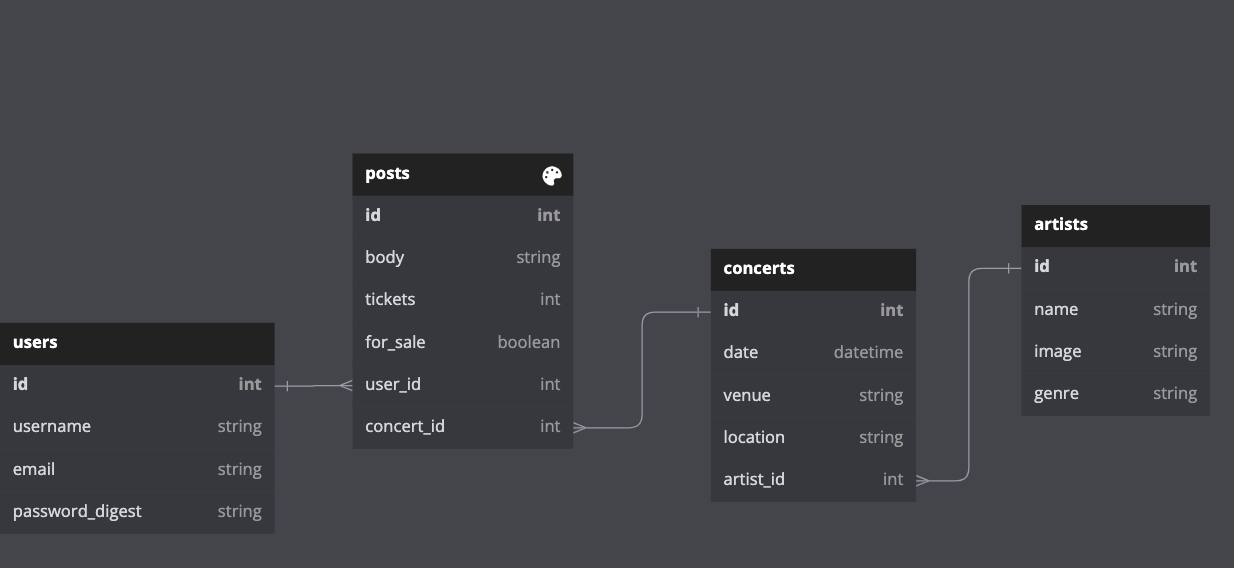 users
id int
username string
email string
password_digest string
posts
id int
body string
tickets int
for_sale boolean
user_id int
concert_id int
concerts
id int
date datetime
venue string
location string
artist_id int
artists
id int
name string
image string
genre string